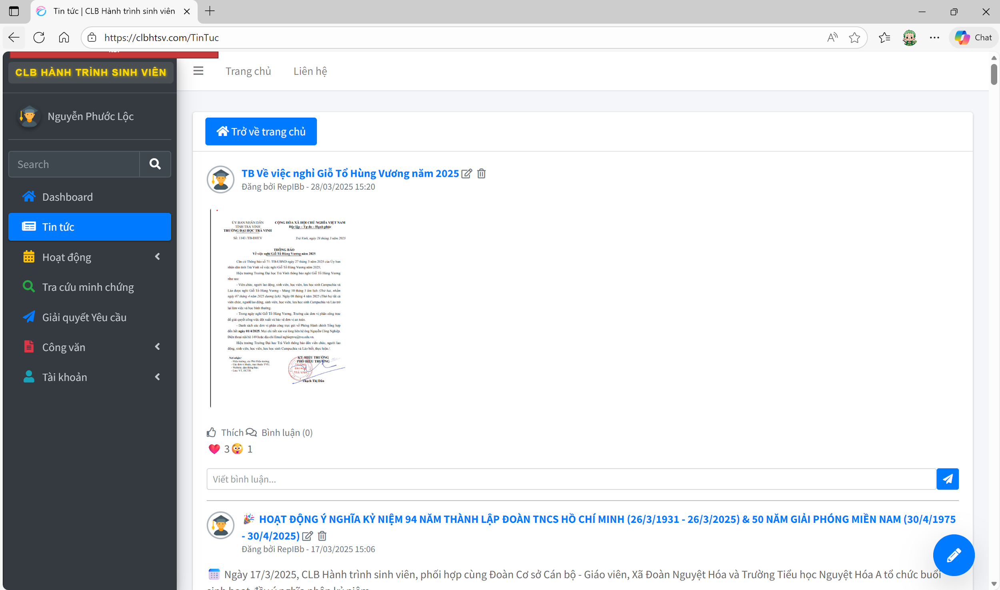 Tin tức | CLB Hành trình sinh viên
https://clbhtsv.com/TinTuc
Chat
CLB HÀNH TRÌNH SINH VIÊN
Trang chủ
Liên hệ
Nguyễn Phước Lộc
Search
Dashboard
Tin tức
Hoạt động
Tra cứu minh chứng
Giải quyết Yêu cầu
Công văn
Tài khoản
Trở về trang chủ
TB Về việc nghỉ Giỗ Tổ Hùng Vương năm 2025
Đăng bởi RepIBb - 28/03/2025 15:20
ỦY BAN NHÂN DÂN
TỈNH TRÀ VINH
TRƯỜNG ĐẠI HỌC TRÀ VINH
CỘNG HÒA XÃ HỘI CHỦ NGHĨA VIỆT NAM
Độc lập – Tự do – Hạnh phúc
Số: 1143 /TB-ĐHTV
Trà Vinh, ngày 28 tháng 3 năm 2025
THÔNG BÁO
Về việc nghỉ Giỗ Tổ Hùng Vương năm 2025
Căn cứ Thông báo số 71 /TB-UBND ngày 27 tháng 3 năm 2025 của Ủy ban
nhân dân tỉnh Trà Vinh về việc nghỉ Giỗ Tổ Hùng Vương năm 2025;
Hiệu trưởng Trường Đại học Trà Vinh thông báo nghỉ Giỗ Tổ Hùng Vương
như sau:
- Viên chức, người lao động, sinh viên, học viên, lưu học sinh Campuchia và
Lào được nghỉ Giỗ Tổ Hùng Vương - Mùng 10 tháng 3 âm lịch (Thứ hai, nhằm
ngày 07 tháng 4 năm 2025 dương lịch). Ngày 08 tháng 4 năm 2025 (Thứ ba) tất cả
viên chức, người lao động, sinh viên, học viên, lưu học sinh Campuchia và Lào trở
lại làm việc và học bình thường.
- Trong ngày nghỉ Giỗ Tổ Hùng Vương, Trưởng các đơn vị phân công trực
để giải quyết công việc đột xuất và bảo vệ đơn vị an toàn.
- Danh sách các đơn vị phân công trực gửi về Phòng Hành chính Tổng hợp
đến hết ngày 01/4/2025. Mọi chi tiết xin vui lòng liên hệ ông Nguyễn Công Nghiệp,
Điện thoại nội bộ 149 hoặc địa chỉ Email nghieptvu@tvu.edu.vn.
Hiệu trưởng Trường Đại học Trà Vinh thông báo đến viên chức, người lao
động, sinh viên, học viên, lưu học sinh Campuchia và Lào biết, thực hiện./.
Nơi nhận:
- Hiệu trưởng, các Phó Hiệu trưởng;
- Các đơn vị thuộc, trực thuộc TVU;
- Website, dán thông báo;
- Lưu: VT, HCTH.
KT. HIỆU TRƯỞNG
PHÓ HIỆU TRƯỞNG
TRƯỜNG
ĐẠI HỌC
TRÀ VINH
Thạch Thị Dân
Thích
Bình luận (0)
3
1
Viết bình luận...
HOẠT ĐỘNG Ý NGHĨA KỶ NIỆM 94 NĂM THÀNH LẬP ĐOÀN TNCS HỒ CHÍ MINH (26/3/1931 - 26/3/2025) & 50 NĂM GIẢI PHÓNG MIỀN NAM (30/4/1975
- 30/4/2025)
Đăng bởi RepIBb - 17/03/2025 15:06
Ngày 17/3/2025, CLB Hành trình sinh viên, phối hợp cùng Đoàn Cơ sở Cán bộ - Giáo viên, Xã Đoàn Nguyệt Hóa và Trường Tiểu học Nguyệt Hóa A tổ chức buổi